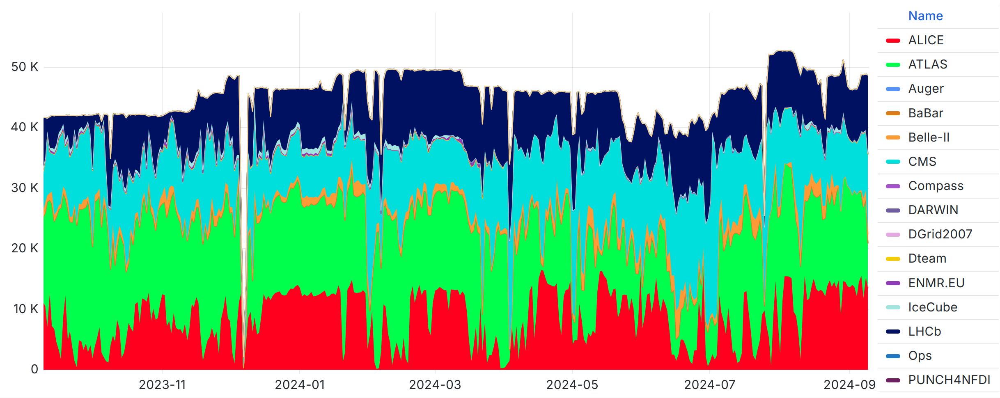 50 K
40 K
30 K
20 K
10 K
0
2023-11
2024-01
2024-03
2024-05
2024-07
2024-09
Name
ALICE
ATLAS
Auger
BaBar
Belle-II
CMS
Compass
DARWIN
DGrid2007
Dteam
ENMR.EU
IceCube
LHCb
Ops
PUNCH4NFDI